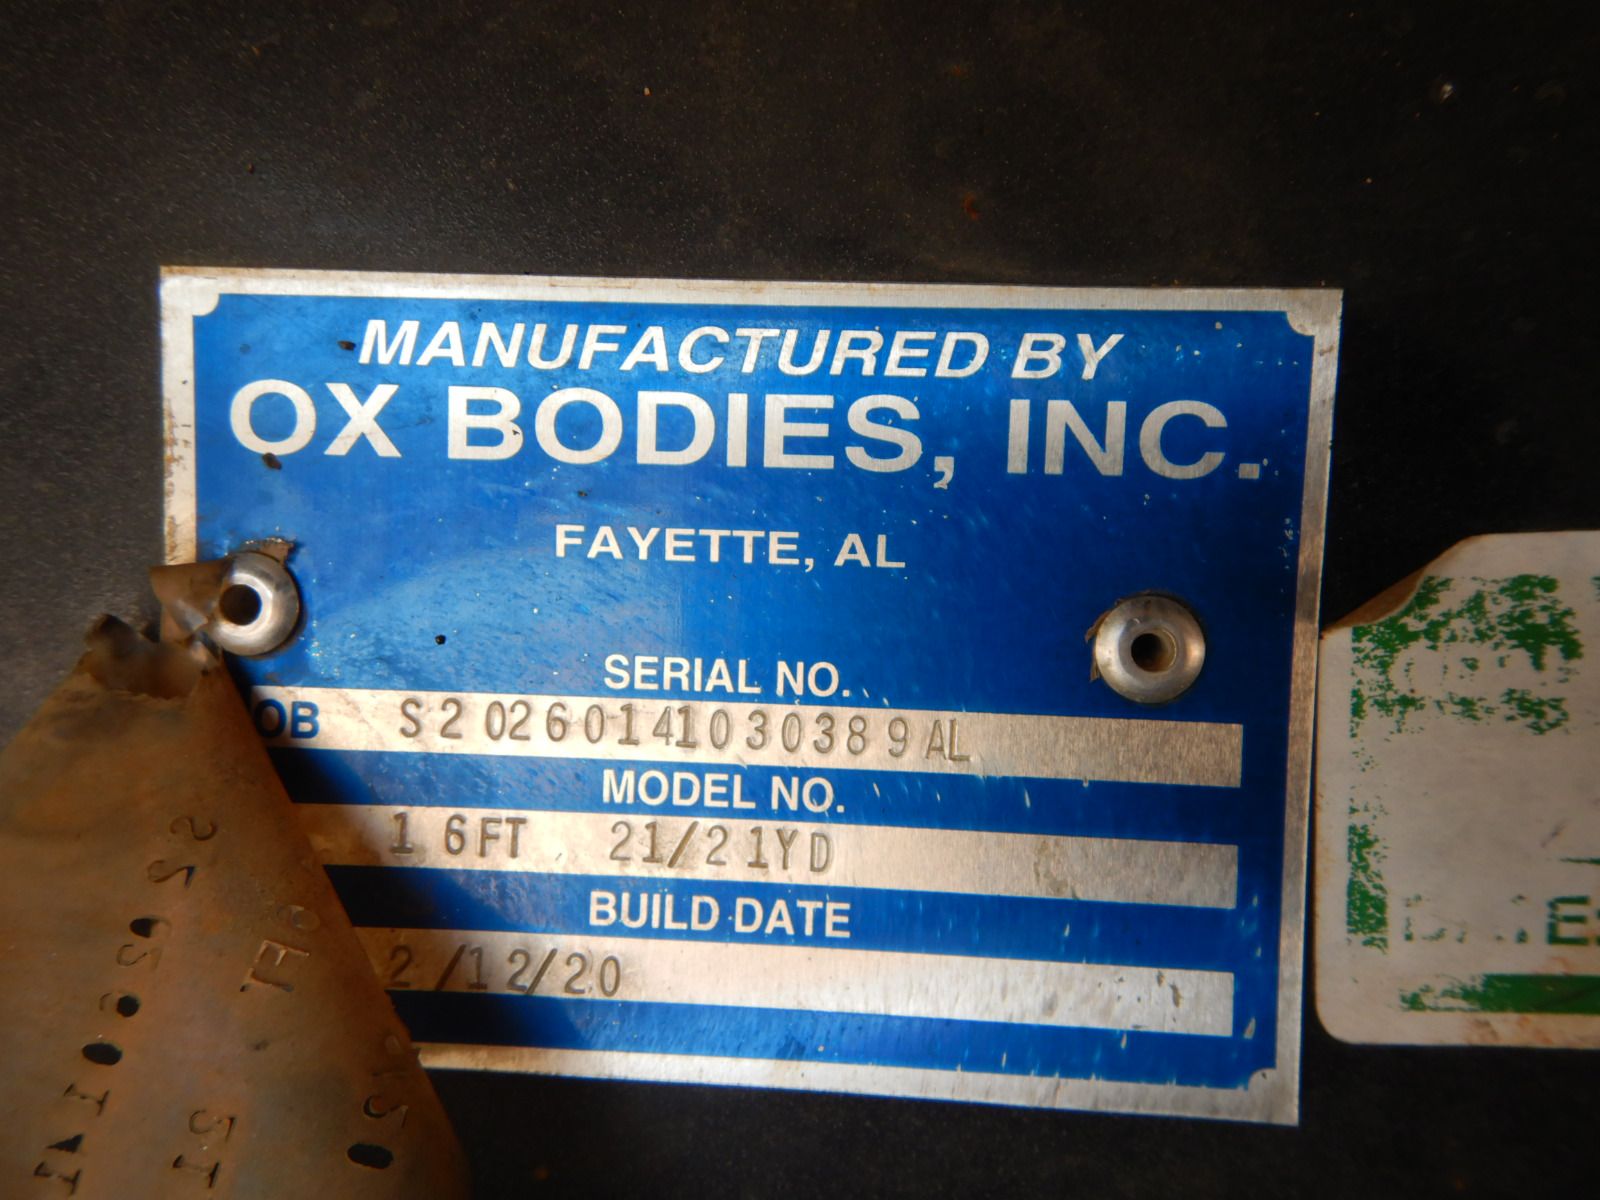 MANUFACTURED BY
OX BODIES, INC.
FAYETTE, AL
SERIAL NO.
OB S20260141030389AL
MODEL NO.
16FT 21/21YD
BUILD DATE
2/12/20